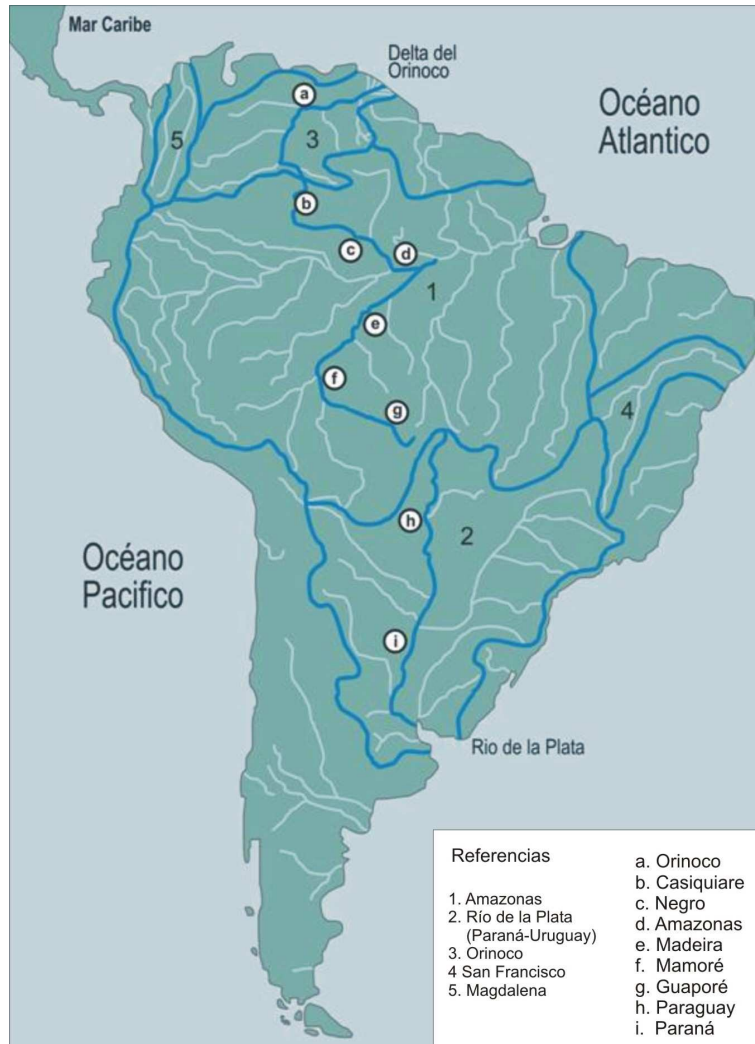 Mar Caribe
Delta del
Orinoco
Océano
Atlantico
a
5
3
b
c
d
1
e
f
g
4
h
2
Océano
Pacifico
i
Rio de la Plata
Referencias
1. Amazonas
2. Río de la Plata
(Paraná-Uruguay)
3. Orinoco
4 San Francisco
5. Magdalena
a. Orinoco
b. Casiquiare
c. Negro
d. Amazonas
e. Madeira
f. Mamoré
g. Guaporé
h. Paraguay
i. Paraná